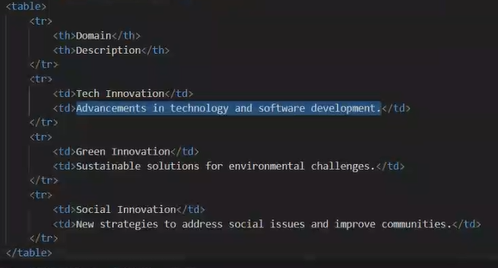 <table>
<tr>
<th>Domain</th>
<th>Description</th>
</tr>
<tr>
<td>Tech Innovation</td>
<td>Advancements in technology and software development.</td>
</tr>
<tr>
<td>Green Innovation</td>
<td>Sustainable solutions for environmental challenges.</td>
</tr>
<tr>
<td>Social Innovation</td>
<td>New strategies to address social issues and improve communities.</td>
</tr>
</table>